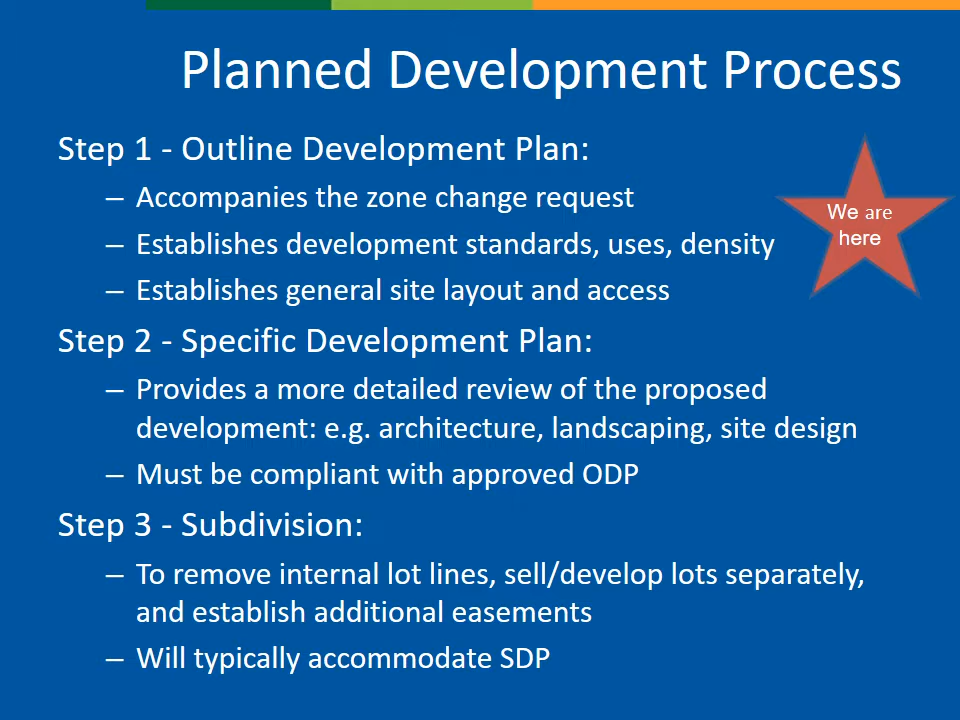 Planned Development Process
Step 1 - Outline Development Plan:
– Accompanies the zone change request
– Establishes development standards, uses, density
– Establishes general site layout and access
We are
here
Step 2 - Specific Development Plan:
– Provides a more detailed review of the proposed
development: e.g. architecture, landscaping, site design
– Must be compliant with approved ODP
Step 3 - Subdivision:
– To remove internal lot lines, sell/develop lots separately,
and establish additional easements
– Will typically accommodate SDP